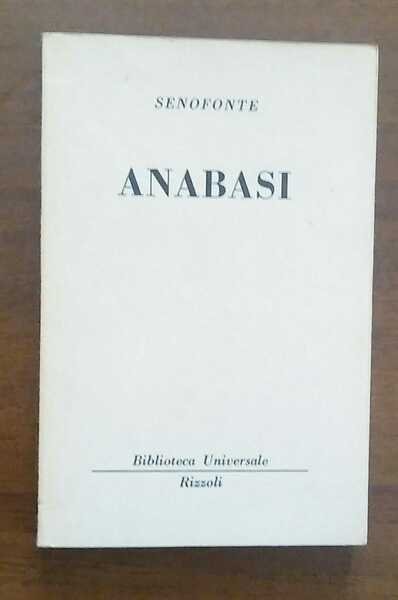 SENOFONTE
ANABASI
Biblioteca Universale
Rizzoli